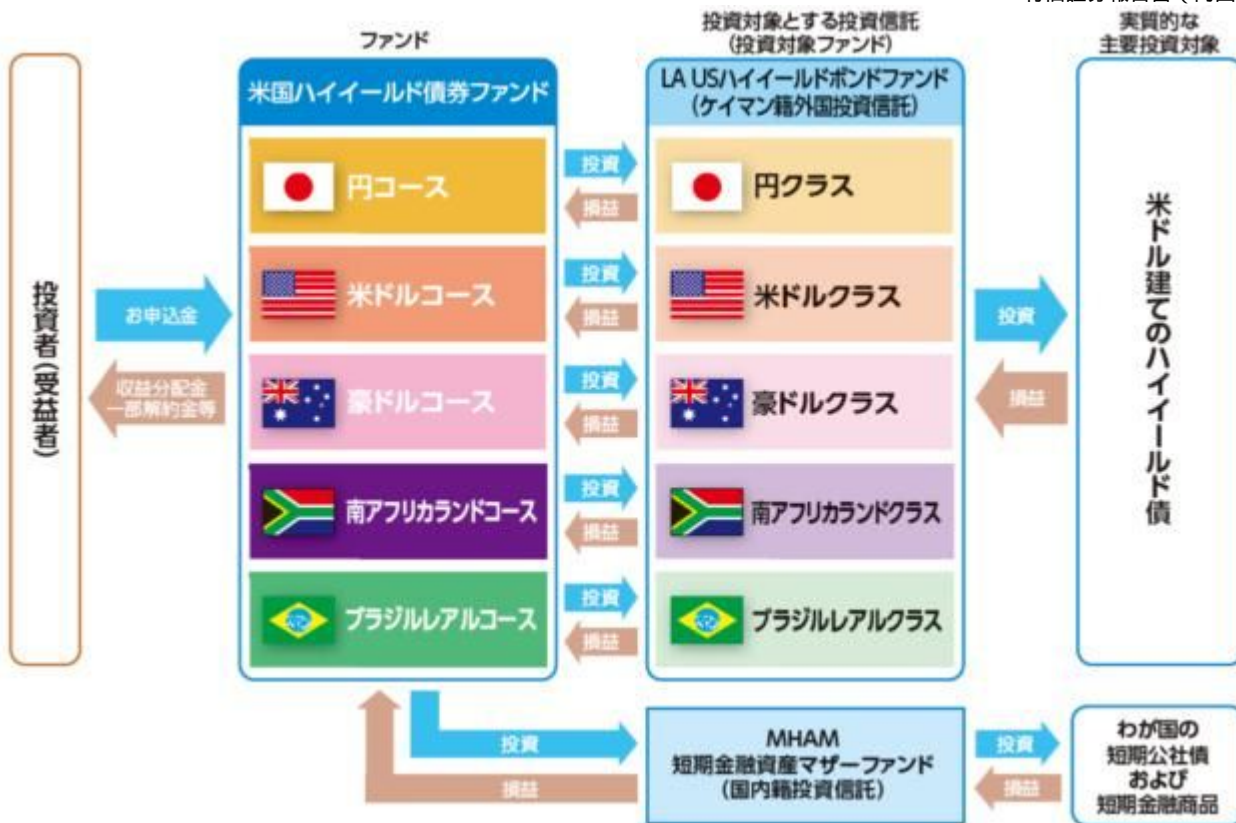 ファンド
投資対象とする投資信託
(投資対象ファンド)
実質的な
主要投資対象
投資者(受益者)
お申込金
収益分配金
一部解約金等
米国ハイイールド債券ファンド
円コース
米ドルコース
豪ドルコース
南アフリカランドコース
ブラジルレアルコース
投資
損益
投資
損益
投資
損益
投資
損益
投資
損益
LA USハイイールドボンドファンド
(ケイマン籍外国投資信託)
円クラス
米ドルクラス
豪ドルクラス
南アフリカランドクラス
ブラジルレアルクラス
投資
損益
米ドル建てのハイイールド債
投資
損益
MHAM
短期金融資産マザーファンド
(国内籍投資信託)
投資
損益
わが国の
短期公社債
および
短期金融商品